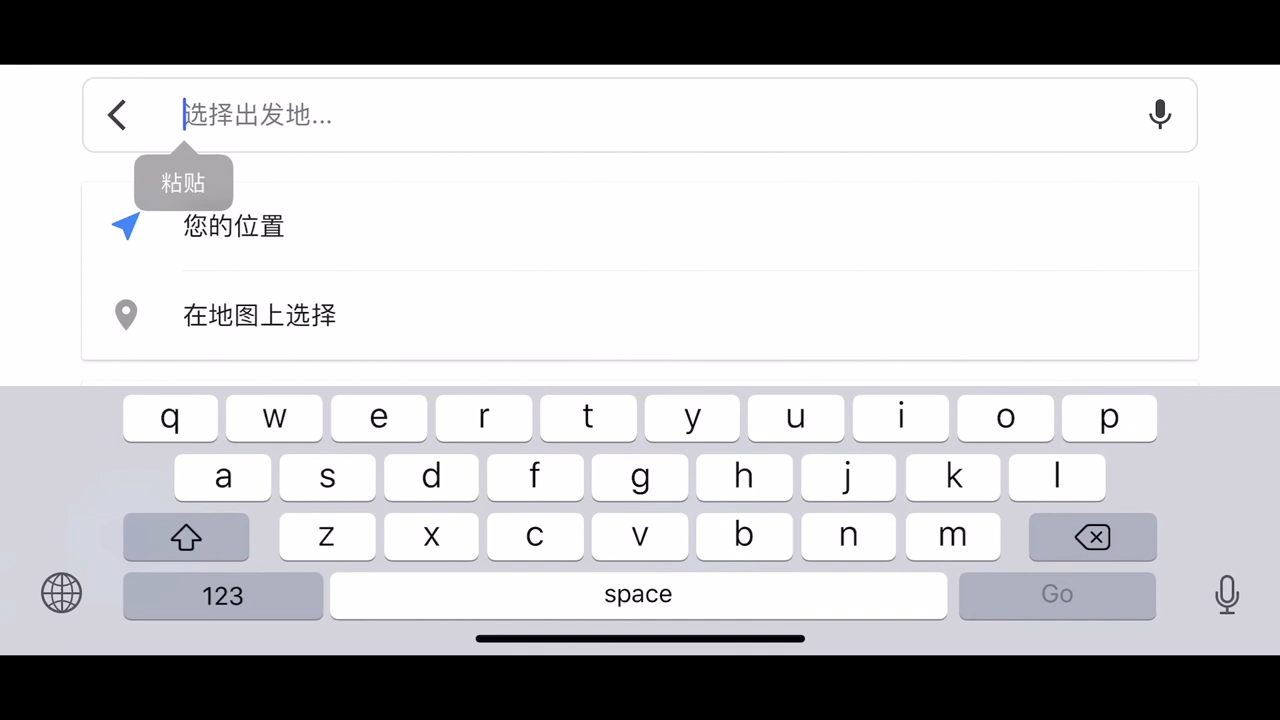 选择出发地...
粘贴
您的位置
在地图上选择
q w e r t y u i o p
a s d f g h j k l
z x c v b n m
123 space Go